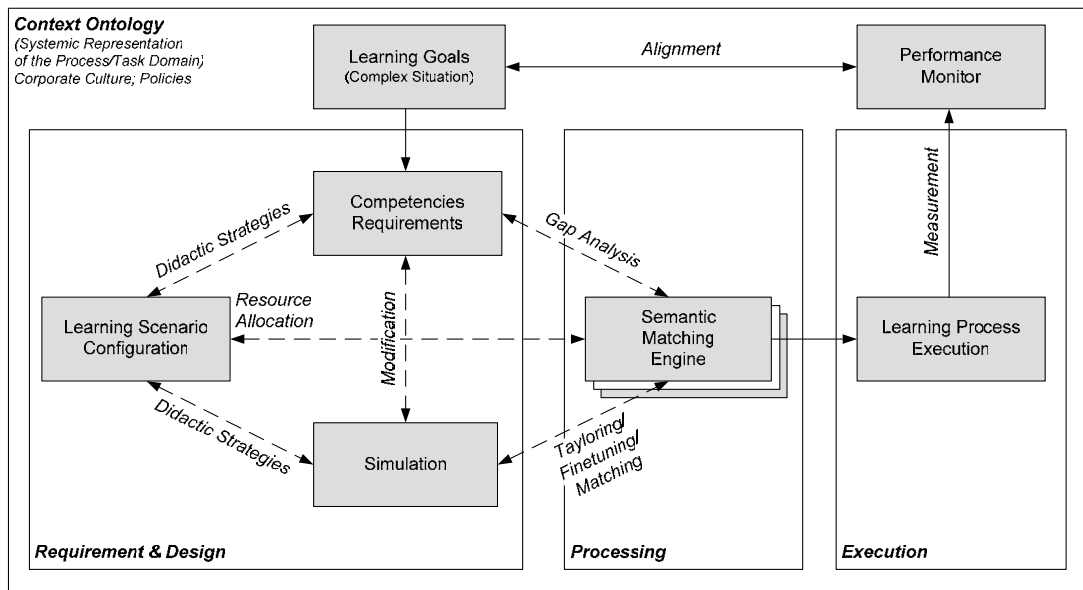 Context Ontology
(Systemic Representation
of the Process/Task Domain)
Corporate Culture; Policies
Learning Goals
(Complex Situation)
Alignment
Performance
Monitor
Competencies
Requirements
Didactic Strategies
Gap Analysis
Measurement
Resource
Allocation
Learning Scenario
Configuration
Modification
Semantic
Matching
Engine
Learning Process
Execution
Didactic Strategies
Simulation
Tayloring/
Finetuning/
Matching
Requirement & Design
Processing
Execution